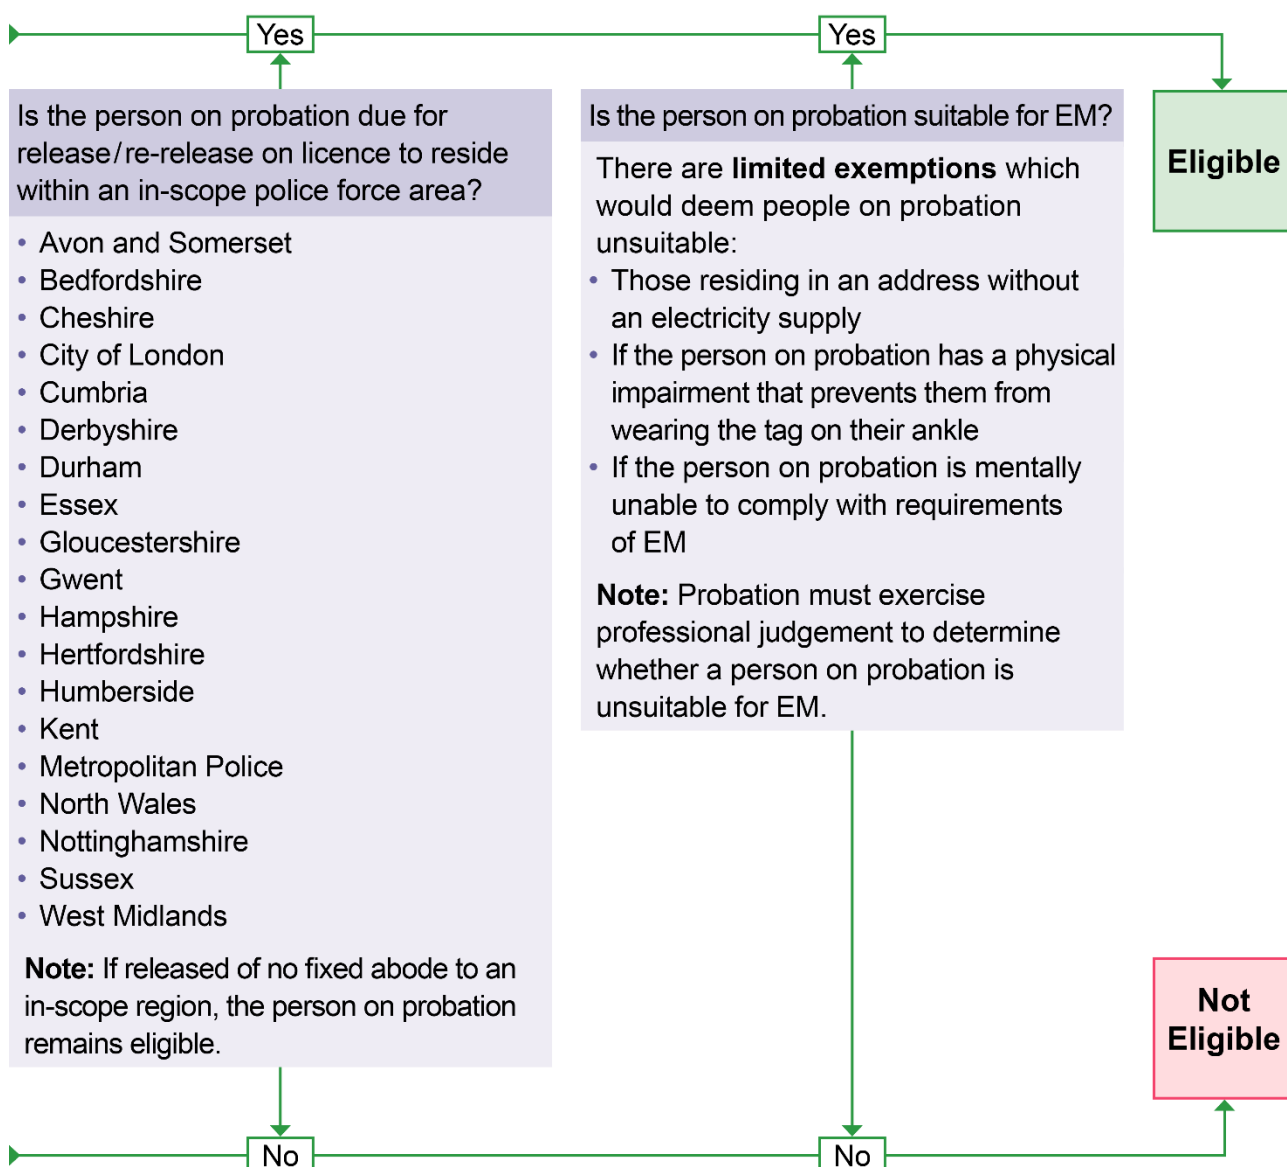 Yes
Yes
Is the person on probation due for
release/re-release on licence to reside
within an in-scope police force area?
• Avon and Somerset
• Bedfordshire
• Cheshire
• City of London
• Cumbria
• Derbyshire
• Durham
• Essex
• Gloucestershire
• Gwent
• Hampshire
• Hertfordshire
• Humberside
• Kent
• Metropolitan Police
• North Wales
• Nottinghamshire
• Sussex
• West Midlands
Note: If released of no fixed abode to an
in-scope region, the person on probation
remains eligible.
Is the person on probation suitable for EM?
There are limited exemptions which
would deem people on probation
unsuitable:
• Those residing in an address without
an electricity supply
• If the person on probation has a physical
impairment that prevents them from
wearing the tag on their ankle
• If the person on probation is mentally
unable to comply with requirements
of EM
Note: Probation must exercise
professional judgement to determine
whether a person on probation is
unsuitable for EM.
Eligible
Not
Eligible
No
No